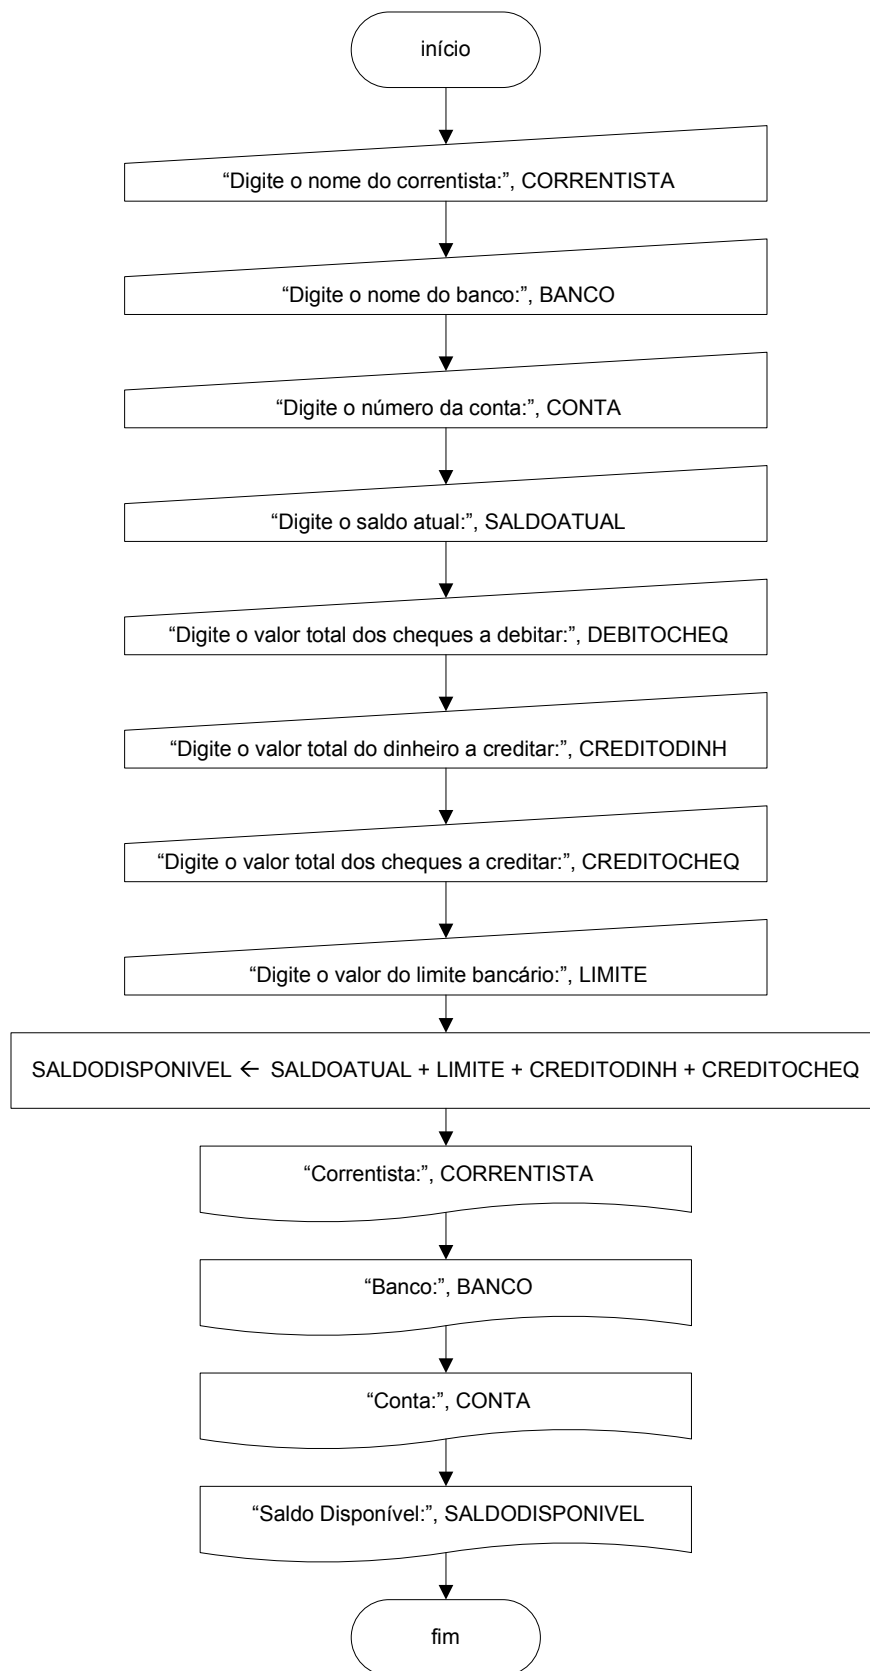 início
“Digite o nome do correntista:”, CORRENTISTA
“Digite o nome do banco:”, BANCO
“Digite o número da conta:”, CONTA
“Digite o saldo atual:”, SALDOATUAL
“Digite o valor total dos cheques a debitar:”, DEBITOCHEQ
“Digite o valor total do dinheiro a creditar:”, CREDITODINH
“Digite o valor total dos cheques a creditar:”, CREDITOCHEQ
“Digite o valor do limite bancário:”, LIMITE
SALDODISPONIVEL ← SALDOATUAL + LIMITE + CREDITODINH + CREDITOCHEQ
“Correntista:”, CORRENTISTA
“Banco:”, BANCO
“Conta:”, CONTA
“Saldo Disponível:”, SALDODISPONIVEL
fim